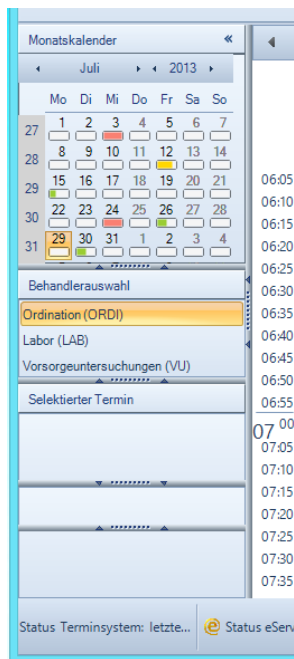 Monatskalender «
Juli 2013
Mo Di Mi Do Fr Sa So
27 1 2 3 4 5 6 7
28 8 9 10 11 12 13 14
29 15 16 17 18 19 20 21
30 22 23 24 25 26 27 28
31 29 30 31 1 2 3 4
Behandlerauswahl
Ordination (ORDI)
Labor (LAB)
Vorsorgeuntersuchungen (VU)
Selektierter Termin
06:05
06:10
06:15
06:20
06:25
06:30
06:35
06:40
06:45
06:50
06:55
07 00
07:05
07:10
07:15
07:20
07:25
07:30
07:35
Status Terminsystem: letzte... Status eServ